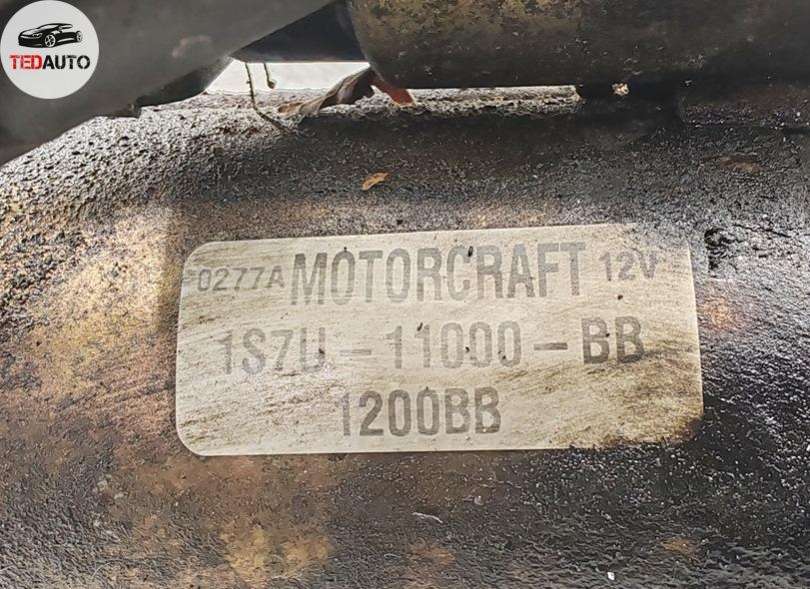 TEDAUTO
0277A MOTORCRAFT 12V
1S7U-11000-BB
1200BB